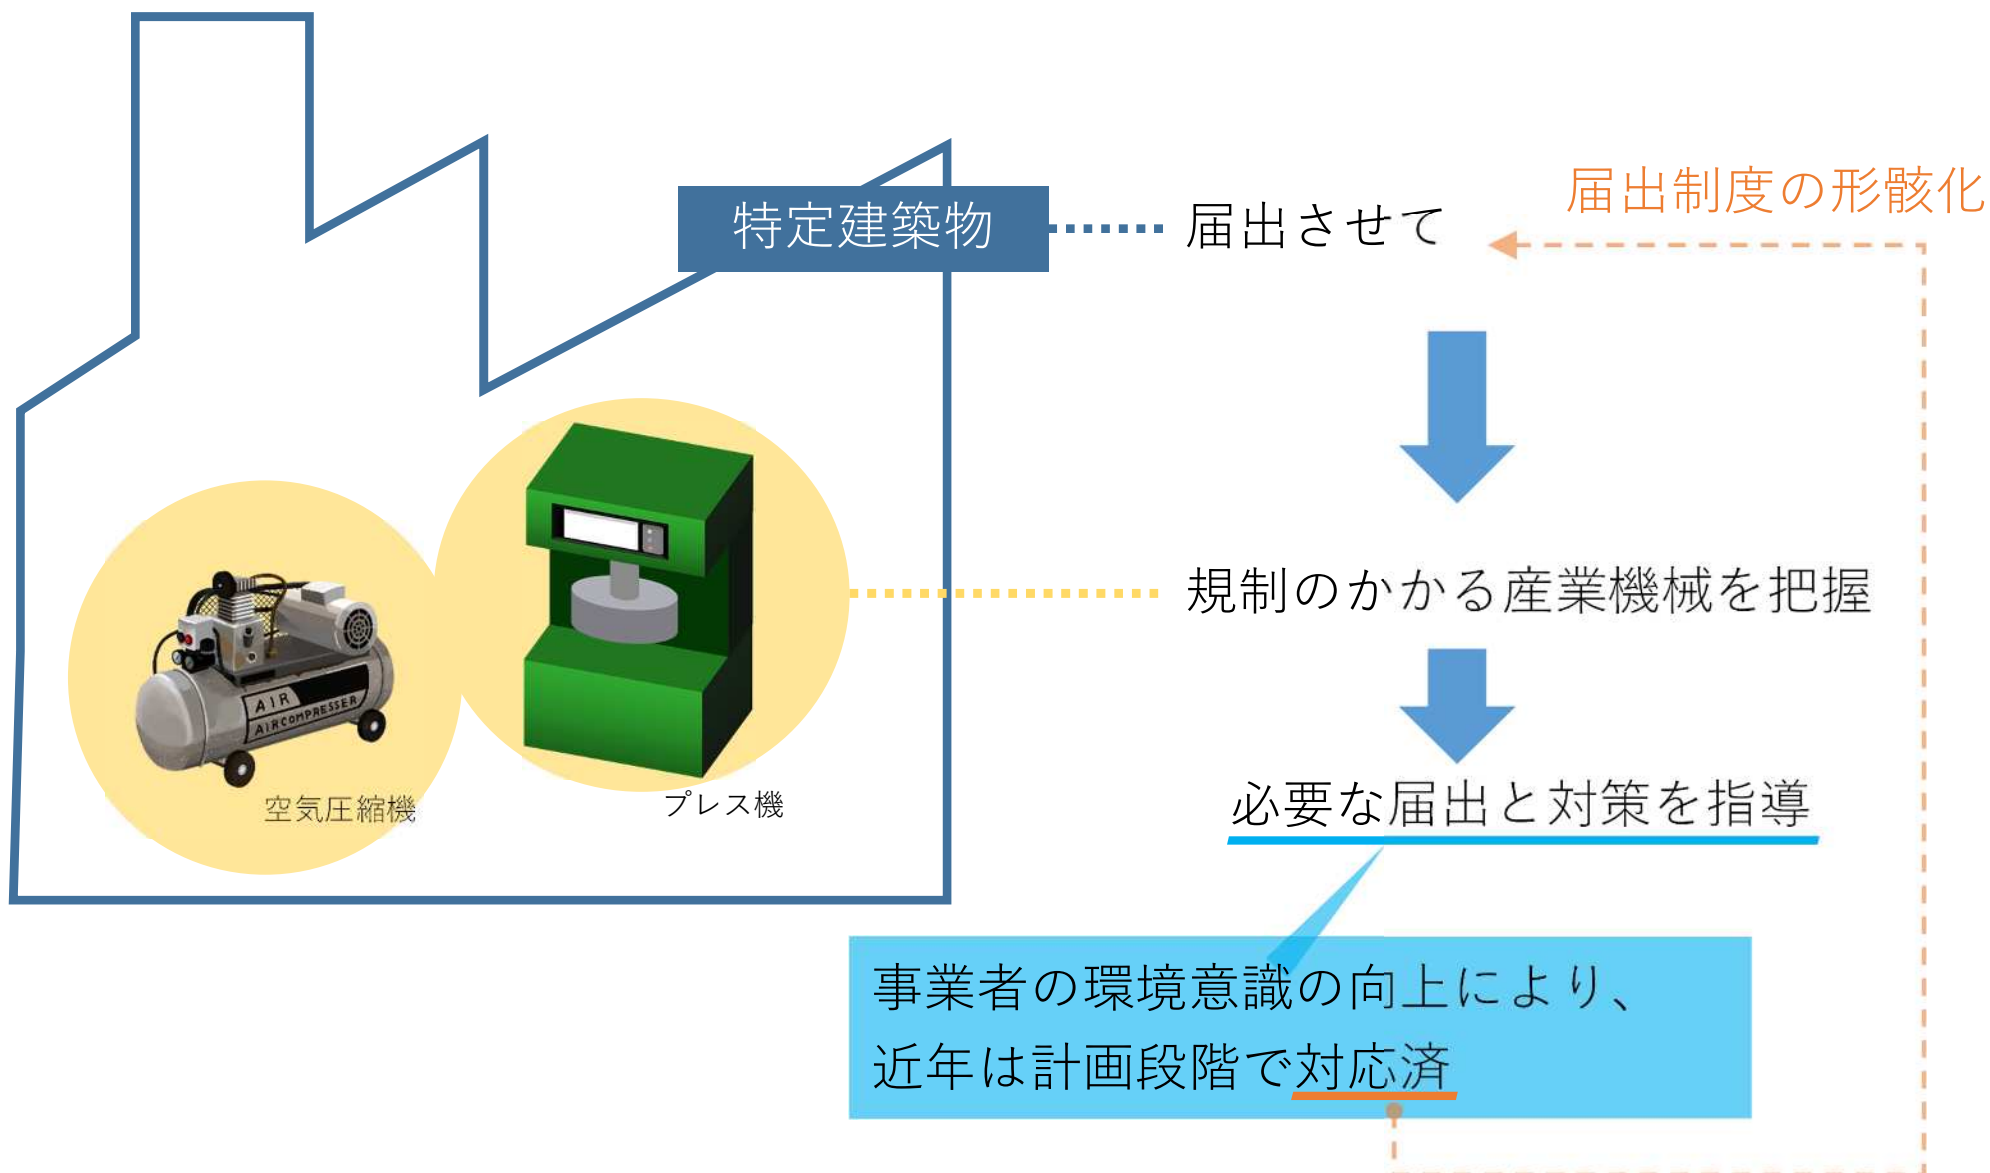 届出制度の形骸化
特定建築物
届出させて
規制のかかる産業機械を把握
AIR
AIRCOMPRESSER
空気圧縮機
プレス機
必要な届出と対策を指導
事業者の環境意識の向上により、
近年は計画段階で対応済